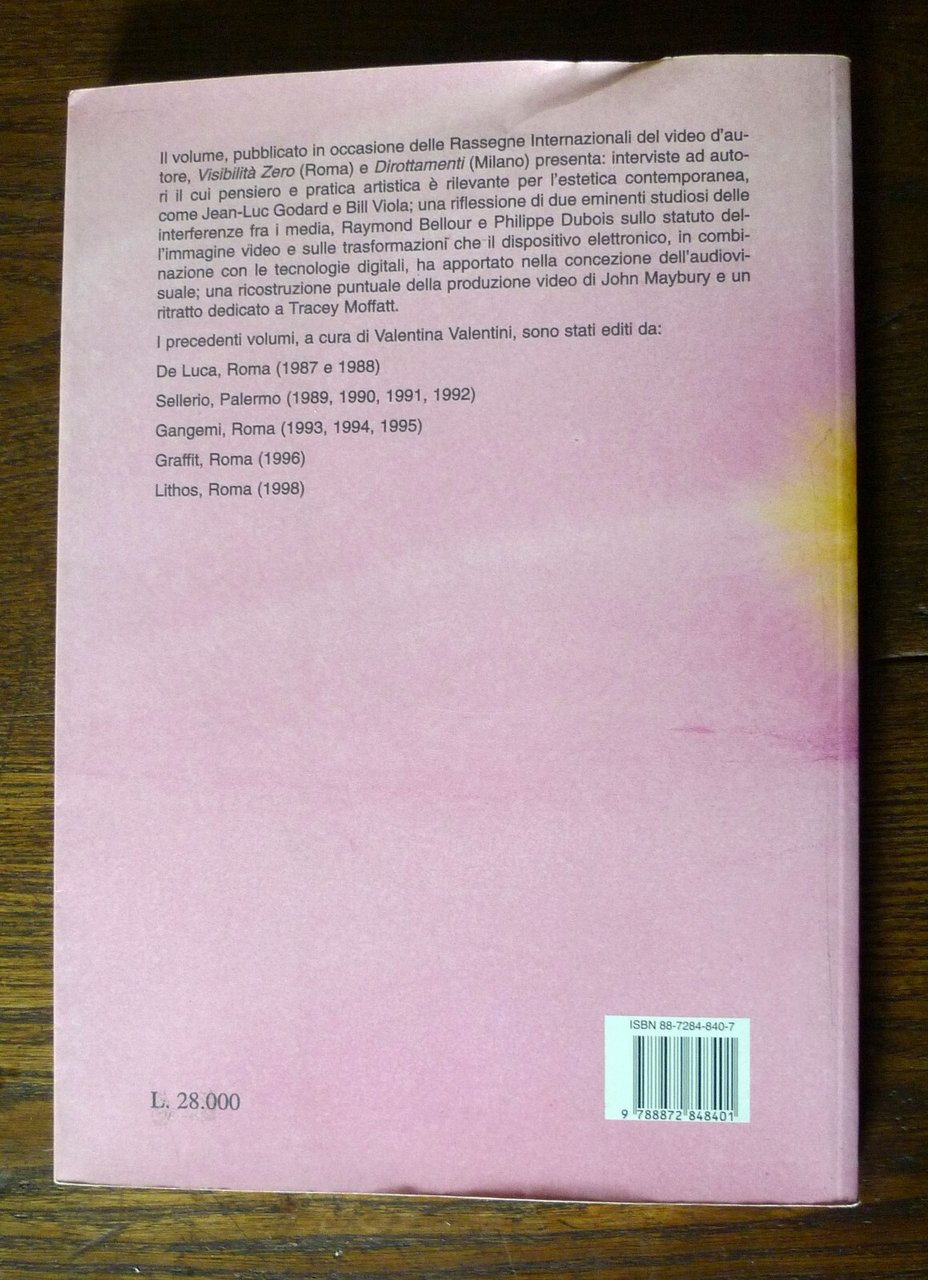 Il volume, pubblicato in occasione delle Rassegne Internazionali del video d'au-
tore, Visibilità Zero (Roma) e Dirottamenti (Milano) presenta: interviste ad auto-
ri il cui pensiero e pratica artistica è rilevante per l'estetica contemporanea,
come Jean-Luc Godard e Bill Viola; una riflessione di due eminenti studiosi delle
interferenze fra i media, Raymond Bellour e Philippe Dubois sullo statuto del-
l'immagine video e sulle trasformazioni che il dispositivo elettronico, in combi-
nazione con le tecnologie digitali, ha apportato nella concezione dell'audiovi-
suale; una ricostruzione puntuale della produzione video di John Maybury e un
ritratto dedicato a Tracey Moffatt.
I precedenti volumi, a cura di Valentina Valentini, sono stati editi da:
De Luca, Roma (1987 e 1988)
Sellerio, Palermo (1989, 1990, 1991, 1992)
Gangemi, Roma (1993, 1994, 1995)
Graffit, Roma (1996)
Lithos, Roma (1998)
ISBN 88-7284-840-7
9 788872 848401
L. 28.000